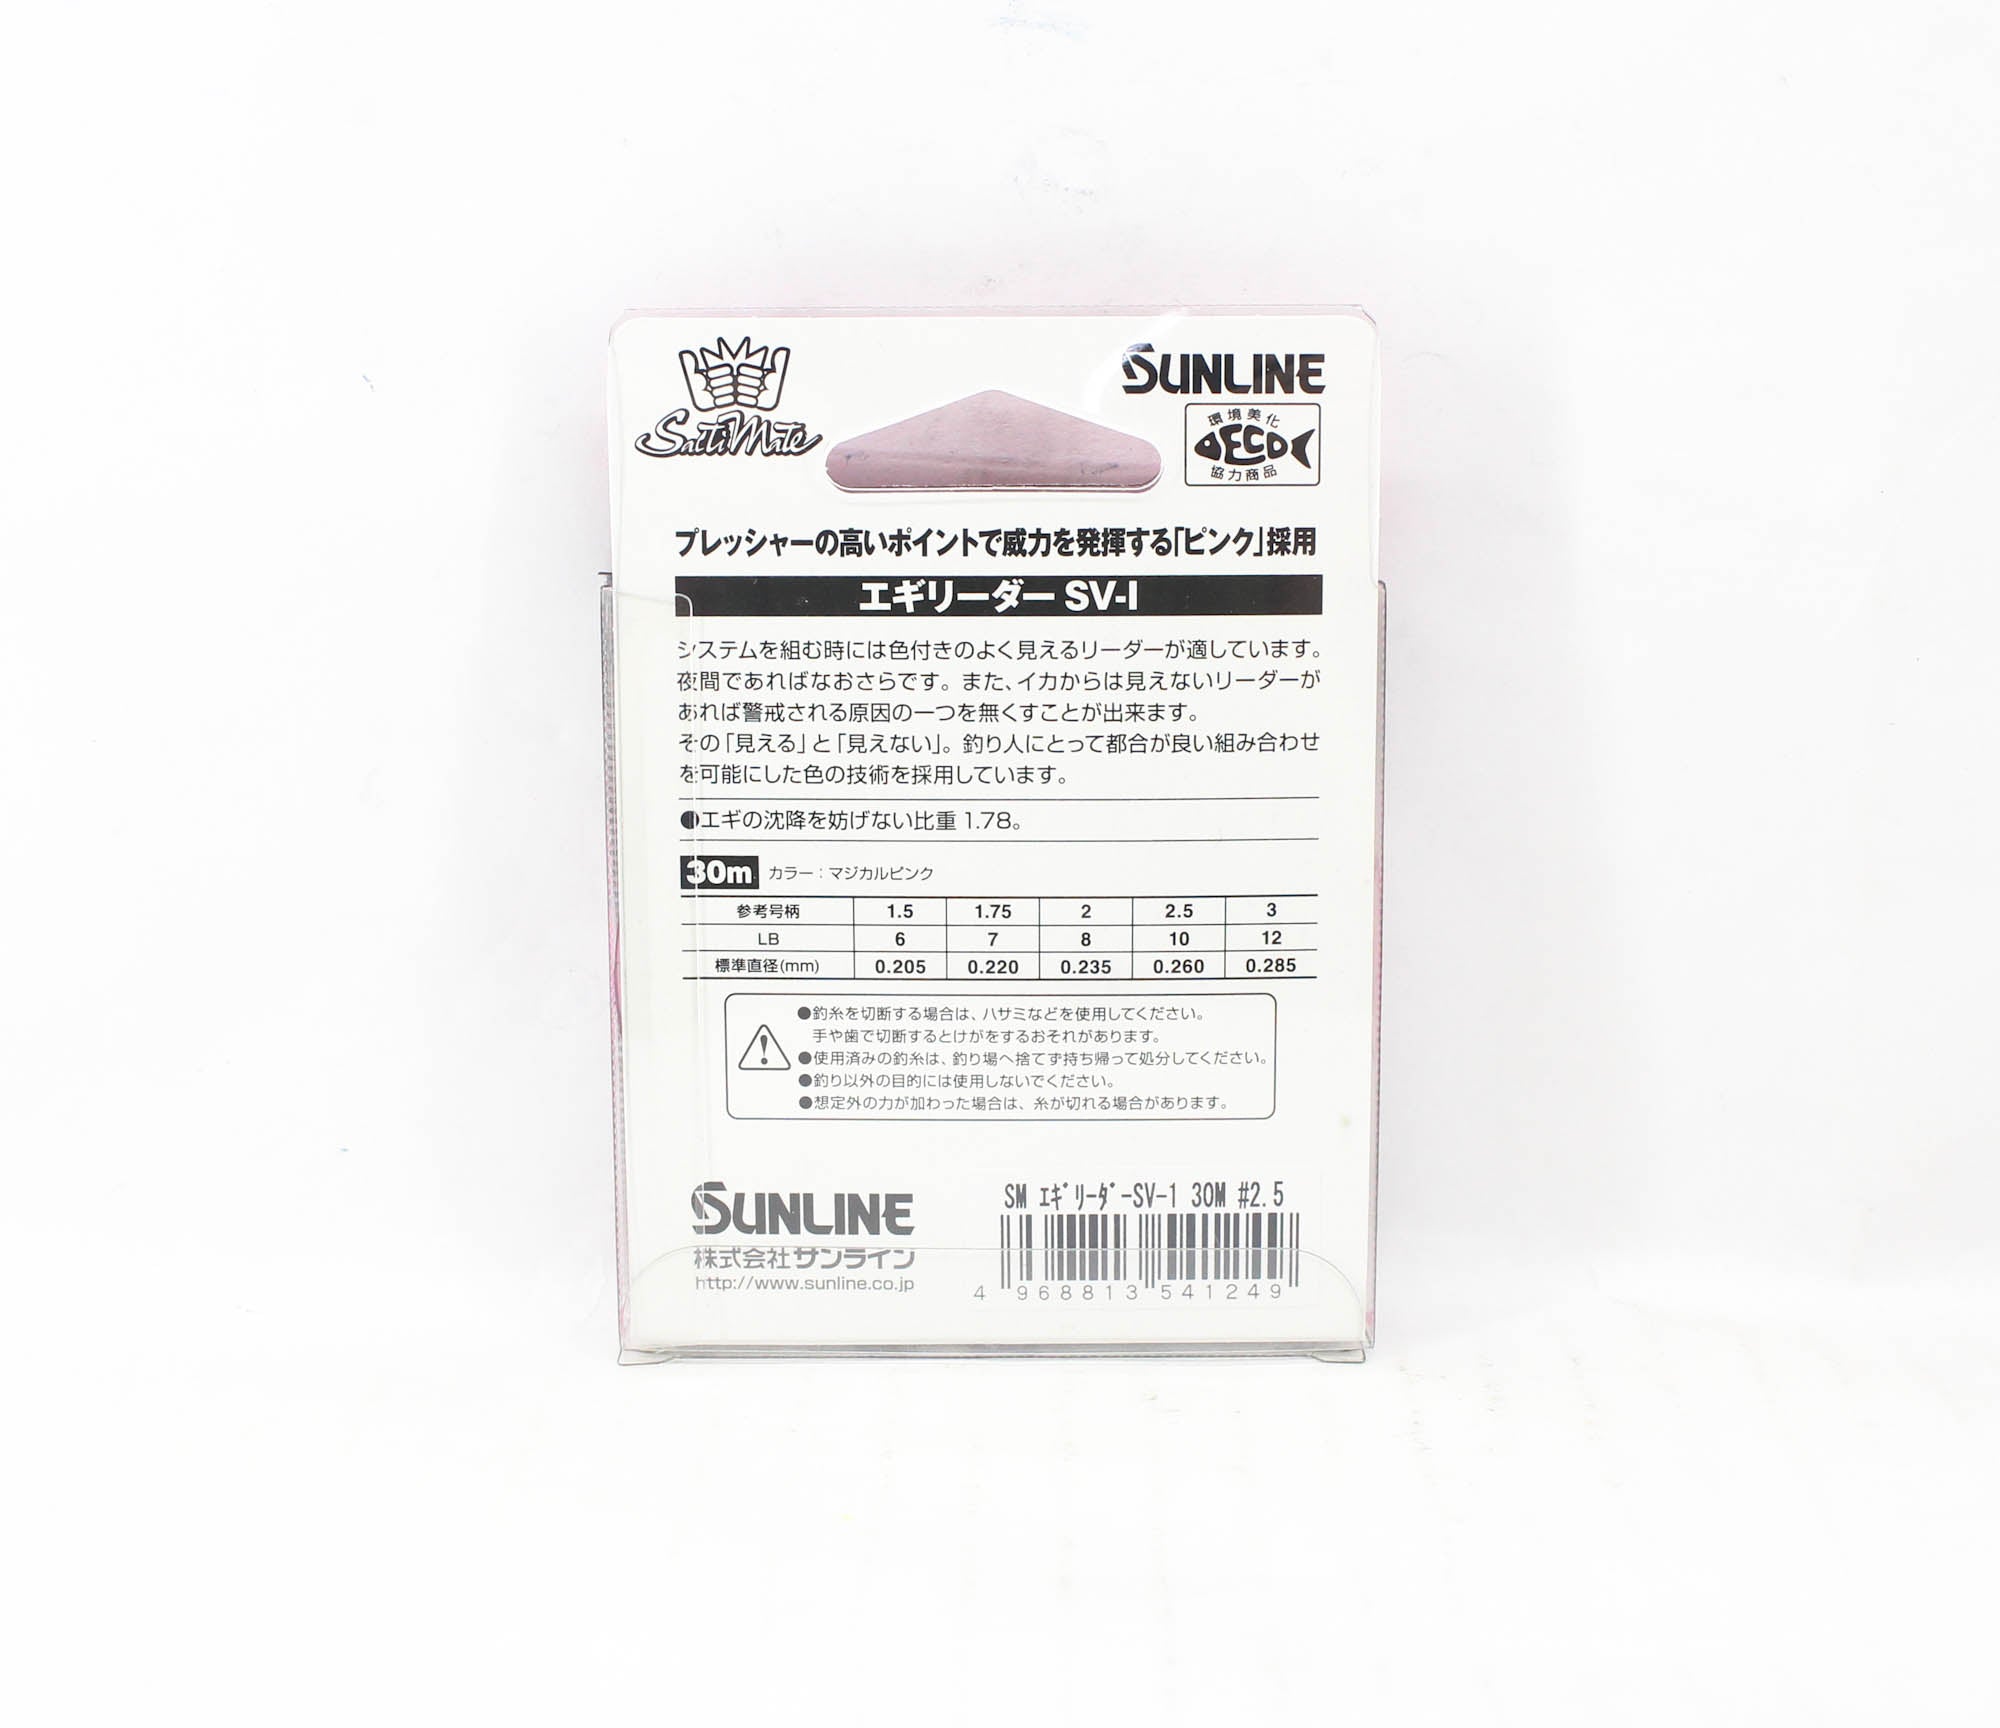 SaltiMate
SUNLINE
環境美化
ECO
協力商品
プレッシャーの高いポイントで威力を発揮する「ピンク」採用
エギリーダー SV-I
システムを組む時には色付きのよく見えるリーダーが適しています。
夜間であればなおさらです。また、イカからは見えないリーダーが
あれば警戒される原因の一つを無くすことが出来ます。
その「見える」と「見えない」。釣り人にとって都合が良い組み合わせ
を可能にした色の技術を採用しています。
●エギの沈降を妨げない比重1.78。
30m カラー：マジカルピンク
参考号柄 1.5 1.75 2 2.5 3
LB 6 7 8 10 12
標準直径(mm) 0.205 0.220 0.235 0.260 0.285
●釣糸を切断する場合は、ハサミなどを使用してください。
手や歯で切断するとけがをするおそれがあります。
●使用済みの釣糸は、釣り場へ捨てず持ち帰って処分してください。
●釣り以外の目的には使用しないでください。
●想定外の力が加わった場合は、糸が切れる場合があります。
SUNLINE
株式会社サンライン
http://www.sunline.co.jp
SM ｴｷﾞﾘｰﾀﾞｰSV-1 30M #2.5
4 968813 541249